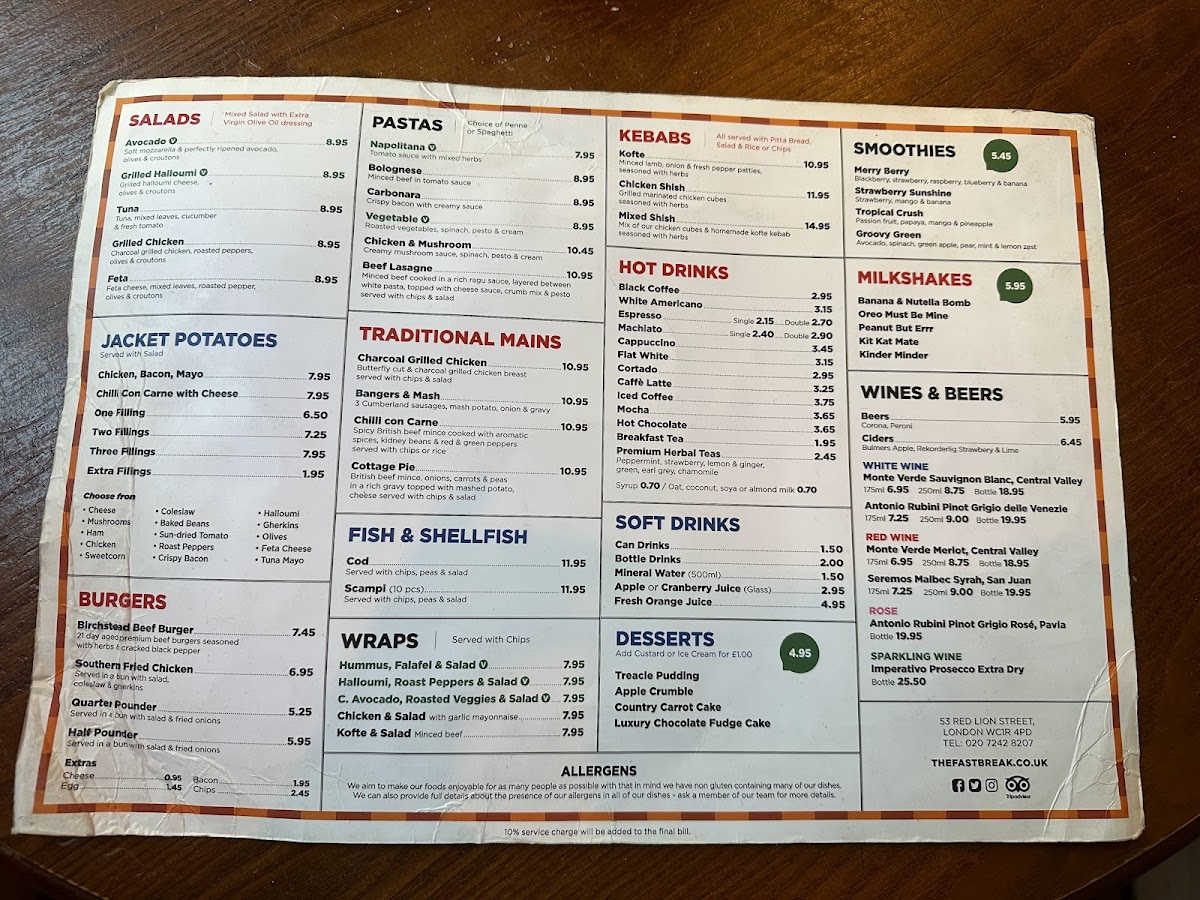 SALADS
Mixed Salad with Extra
Virgin Olive Oil dressing
Avocado V 8.95
Soft mozzarella & perfectly ripened avocado,
olives & croutons
Grilled Halloumi V 8.95
Grilled halloumi cheese,
olives & croutons
Tuna 8.95
Tuna, mixed leaves, cucumber
& fresh tomato
Grilled Chicken 8.95
Charcoal grilled chicken, roasted peppers,
olives & croutons
Feta 8.95
Feta cheese, mixed leaves, roasted pepper,
olives & croutons
JACKET POTATOES
Served with Salad
Chicken, Bacon, Mayo 7.95
Chilli Con Carne with Cheese 7.95
One Filling 6.50
Two Fillings 7.25
Three Fillings 7.95
Extra Filings 1.95
Choose fron
• Cheese
• Mushrooms
• Ham
• Chicken
• Sweetcorn
• Coleslaw
• Baked Beans
• Sun-dried Tomato
• Roast Peppers
• Crispy Bacon
• Halloumi
• Gherkins
• Olives
• Feta Cheese
• Tuna Mayo
BURGERS
Birchstead Beef Burger 7.45
21 day aged premium beef burgers seasoned
with herbs & cracked black pepper
Southern Fried Chicken 6.95
Served in a bun with salad,
coleslaw & gherkins
Quarter Pounder 5.25
Served in a bun with salad & fried onions
Half Pounder 5.95
Served in a bun with salad & fried onions
Extras
Cheese 0.95 Bacon 1.95
Egg 1.45 Chips 2.45
PASTAS
Choice of Penne
or Spaghetti
Napolitana V 7.95
Tomato sauce with mixed herbs
Bolognese 8.95
Minced beef in tomato sauce
Carbonara 8.95
Crispy bacon with creamy sauce
Vegetable V 8.95
Roasted vegetables, spinach, pesto & cream
Chicken & Mushroom 10.45
Creamy mushroom sauce, spinach, pesto & cream
Beef Lasagne 10.95
Minced beef cooked in a rich ragu sauce, layered between
white pasta, topped with cheese sauce, crumb mix & pesto
served with chips & salad
TRADITIONAL MAINS
Charcoal Grilled Chicken 10.95
Butterfly cut & charcoal grilled chicken breast
served with chips & salad
Bangers & Mash 10.95
3 Cumberland sausages, mash potato, onion & gravy
Chilli con Carne 10.95
Spicy British beef mince cooked with aromatic
spices, kidney beans & red & green peppers
served with chips or rice
Cottage Pie 10.95
British beef mince, onions, carrots & peas
in a rich gravy topped with mashed potato,
cheese served with chips & salad
FISH & SHELLFISH
Cod 11.95
Served with chips, peas & salad
Scampi (10 pcs) 11.95
Served with chips, peas & salad
WRAPS
Served with Chips
Hummus, Falafel & Salad V 7.95
Halloumi, Roast Peppers & Salad V 7.95
C. Avocado, Roasted Veggies & Salad V 7.95
Chicken & Salad with garlic mayonnaise 7.95
Kofte & Salad Minced beef 7.95
KEBABS
All served with Pitta Bread,
Salad & Rice or Chips
Kofte 10.95
Minced lamb, onion & fresh pepper patties,
seasoned with herbs
Chicken Shish 11.95
Grilled marinated chicken cubes
seasoned with herbs
Mixed Shish 14.95
Mix of our chicken cubes & homemade kofte kebab
seasoned with herbs
HOT DRINKS
Black Coffee 2.95
White Americano 3.15
Espresso Single 2.15 Double 2.70
Machiato Single 2.40 Double 2.90
Cappuccino 3.45
Flat White 3.15
Cortado 2.95
Caffè Latte 3.25
Iced Coffee 3.75
Mocha 3.65
Hot Chocolate 3.65
Breakfast Tea 1.95
Premium Herbal Teas 2.45
Peppermint, strawberry, lemon & ginger,
green, earl grey, chamomile
Syrup 0.70 / Oat, coconut, soya or almond milk 0.70
SOFT DRINKS
Can Drinks 1.50
Bottle Drinks 2.00
Mineral Water (500ml) 1.50
Apple or Cranberry Juice (Glass) 2.95
Fresh Orange Juice 4.95
DESSERTS
Add Custard or Ice Cream for £1.00
4.95
Treacle Pudding
Apple Crumble
Country Carrot Cake
Luxury Chocolate Fudge Cake
SMOOTHIES
5.45
Merry Berry
Blackberry, strawberry, raspberry, blueberry & banana
Strawberry Sunshine
Strawberry, mango & banana
Tropical Crush
Passion fruit, papaya, mango & pineapple
Groovy Green
Avocado, spinach, green apple, pear, mint & lemon zest
MILKSHAKES
5.95
Banana & Nutella Bomb
Oreo Must Be Mine
Peanut But Errr
Kit Kat Mate
Kinder Minder
WINES & BEERS
Beers 5.95
Corona, Peroni
Ciders 6.45
Bulmers Apple, Rekorderlig Strawbery & Lime
WHITE WINE
Monte Verde Sauvignon Blanc, Central Valley
175ml 6.95 250ml 8.75 Bottle 18.95
Antonio Rubini Pinot Grigio delle Venezie
175ml 7.25 250ml 9.00 Bottle 19.95
RED WINE
Monte Verde Merlot, Central Valley
175ml 6.95 250ml 8.75 Bottle 18.95
Seremos Malbec Syrah, San Juan
175ml 7.25 250ml 9.00 Bottle 19.95
ROSE
Antonio Rubini Pinot Grigio Rosé, Pavia
Bottle 19.95
SPARKLING WINE
Imperativo Prosecco Extra Dry
Bottle 25.50
53 RED LION STREET,
LONDON WC1R 4PD
TEL: 020 7242 8207
THEFASTBREAK.CO.UK
Tripadvisor
ALLERGENS
We aim to make our foods enjoyable for as many people as possible with that in mind we have non gluten containing many of our dishes.
We can also provide full details about the presence of our allergens in all of our dishes - ask a member of our team for more details.
10% service charge will be added to the final bill.